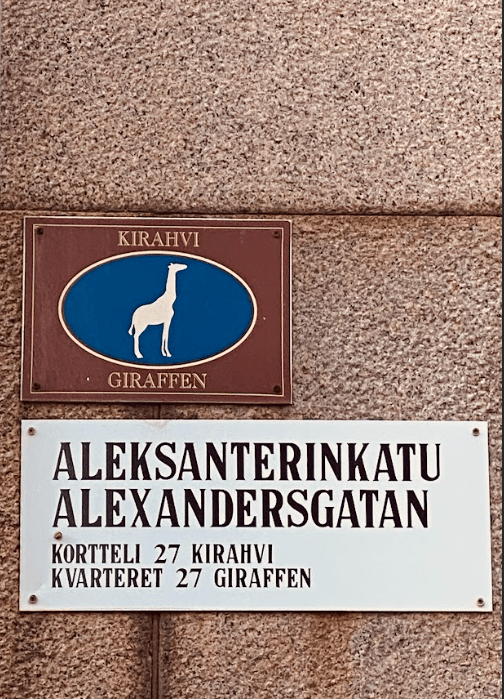 KIRAHVI
GIRAFFEN
ALEKSANTERINKATU
ALEXANDERSGATAN
KORTTELI 27 KIRAHVI
KVARTERET 27 GIRAFFEN